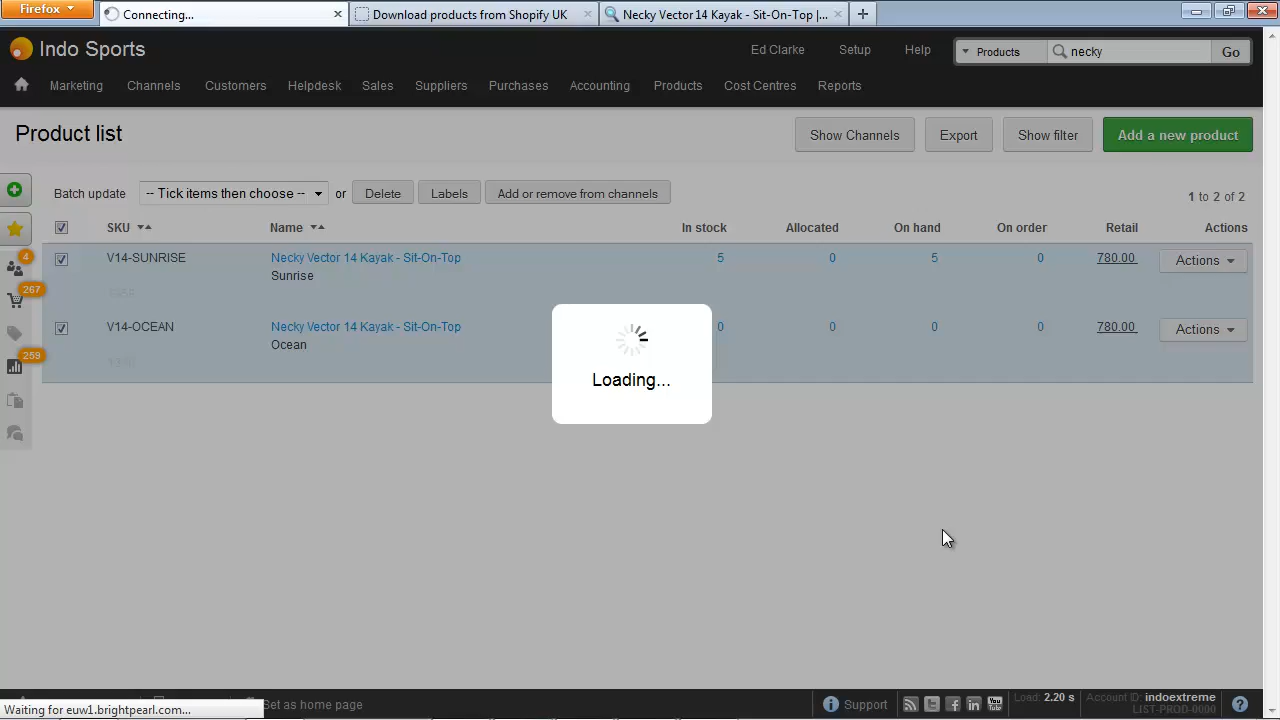 Firefox
Connecting...
Download products from Shopify UK
Necky Vector 14 Kayak - Sit-On-Top |...
Indo Sports
Ed Clarke Setup Help Products necky Go
Marketing Channels Customers Helpdesk Sales Suppliers Purchases Accounting Products Cost Centres Reports
Product list
Show Channels Export Show filter Add a new product
Batch update -- Tick items then choose -- or Delete Labels Add or remove from channels 1 to 2 of 2
SKU Name In stock Allocated On hand On order Retail Actions
V14-SUNRISE Necky Vector 14 Kayak - Sit-On-Top 5 0 5 0 780.00 Actions
Sunrise
4
267
V14-OCEAN Necky Vector 14 Kayak - Sit-On-Top 0 0 0 0 780.00 Actions
Ocean
259
Loading...
Waiting for euw1.brightpearl.com...
Set as home page
Support
You Tube
Load: 2.20 s
Account ID: indoextreme
LIST-PROD-0000